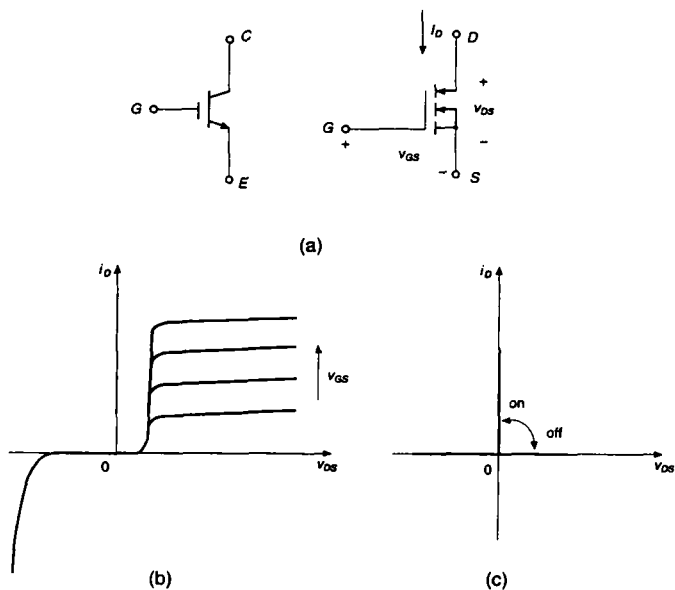 C
G
E
I_D
D
+
v_DS
−
G
+
v_GS
−
S
(a)
i_D
v_GS
0
v_DS
(b)
i_D
on
off
0
v_DS
(c)